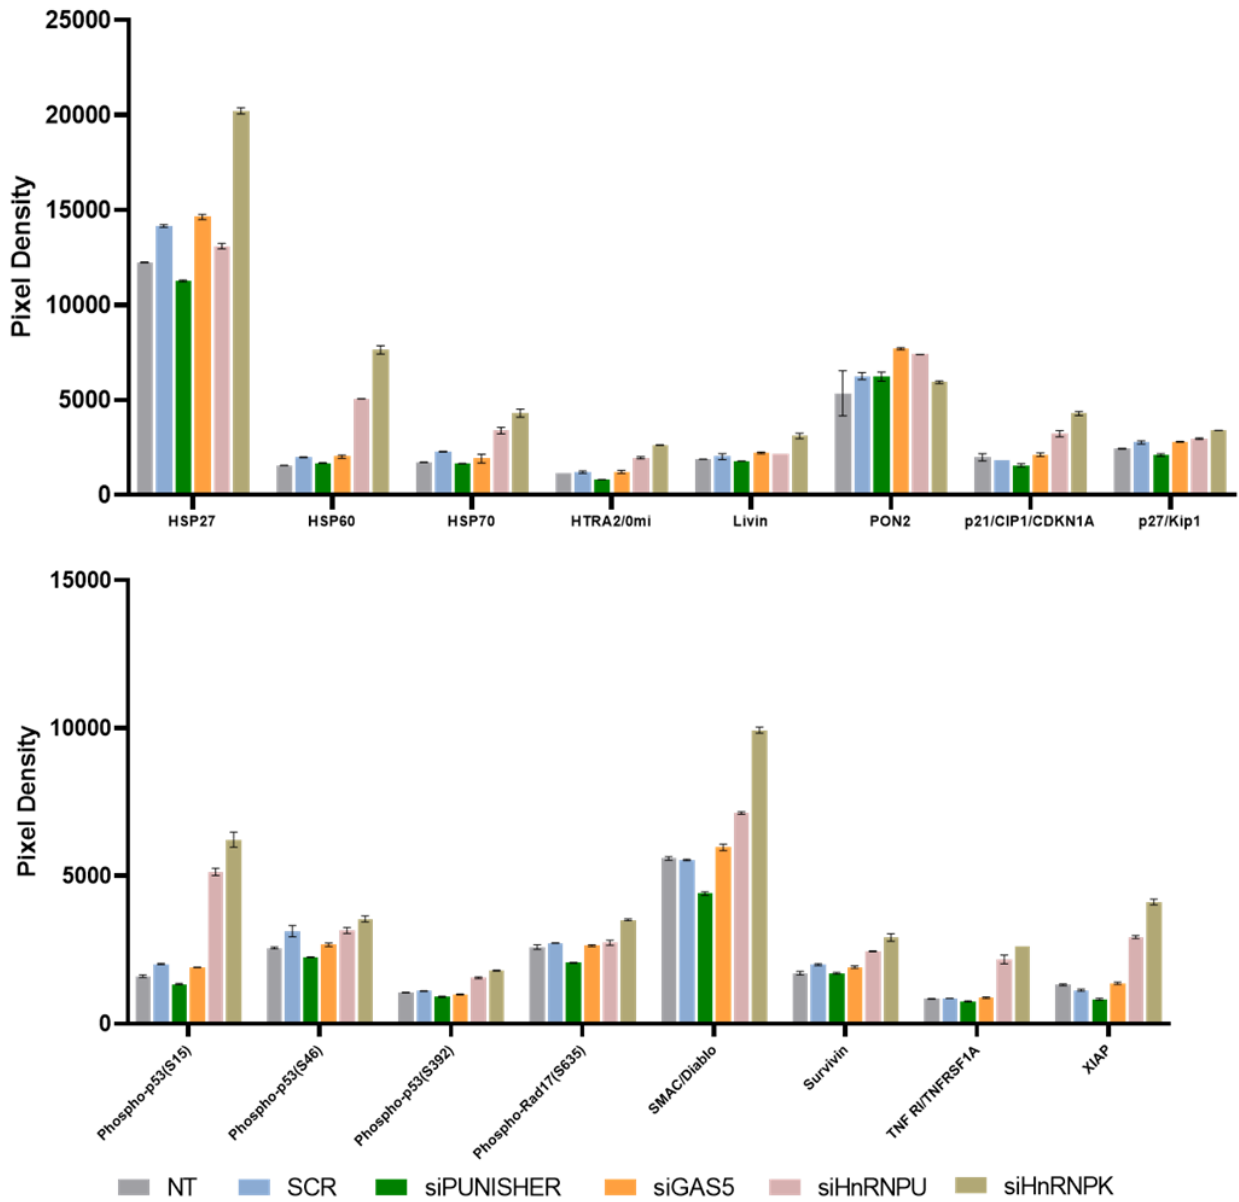 25000
20000
15000
10000
5000
0
Pixel Density
HSP27 HSP60 HSP70 HTRA2/0mi Livin PON2 p21/CIP1/CDKN1A p27/Kip1
15000
10000
5000
0
Pixel Density
Phospho-p53(S15) Phospho-p53(S46) Phospho-p53(S392) Phospho-Rad17(S635) SMAC/Diablo Survivin TNF RI/TNFRSF1A XIAP
NT SCR siPUNISHER siGAS5 siHnRNPU siHnRNPK